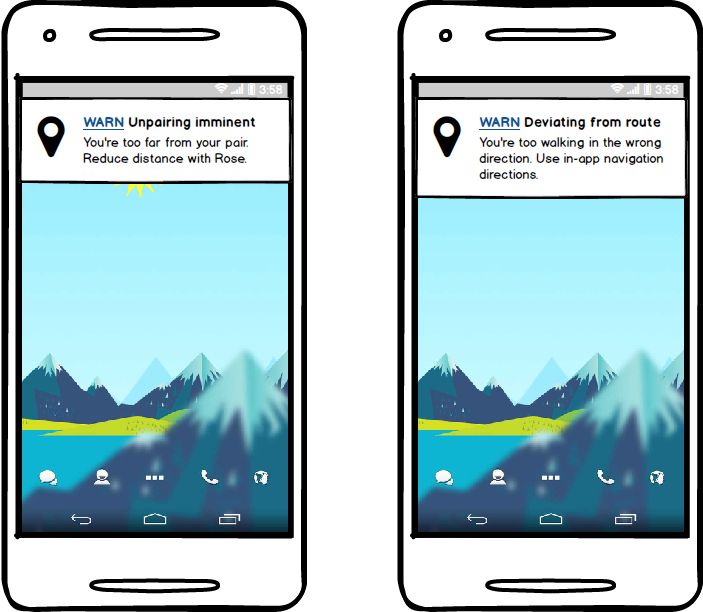 3:58
WARN Unpairing imminent
You're too far from your pair.
Reduce distance with Rose.
3:58
WARN Deviating from route
You're too walking in the wrong
direction. Use in-app navigation
directions.